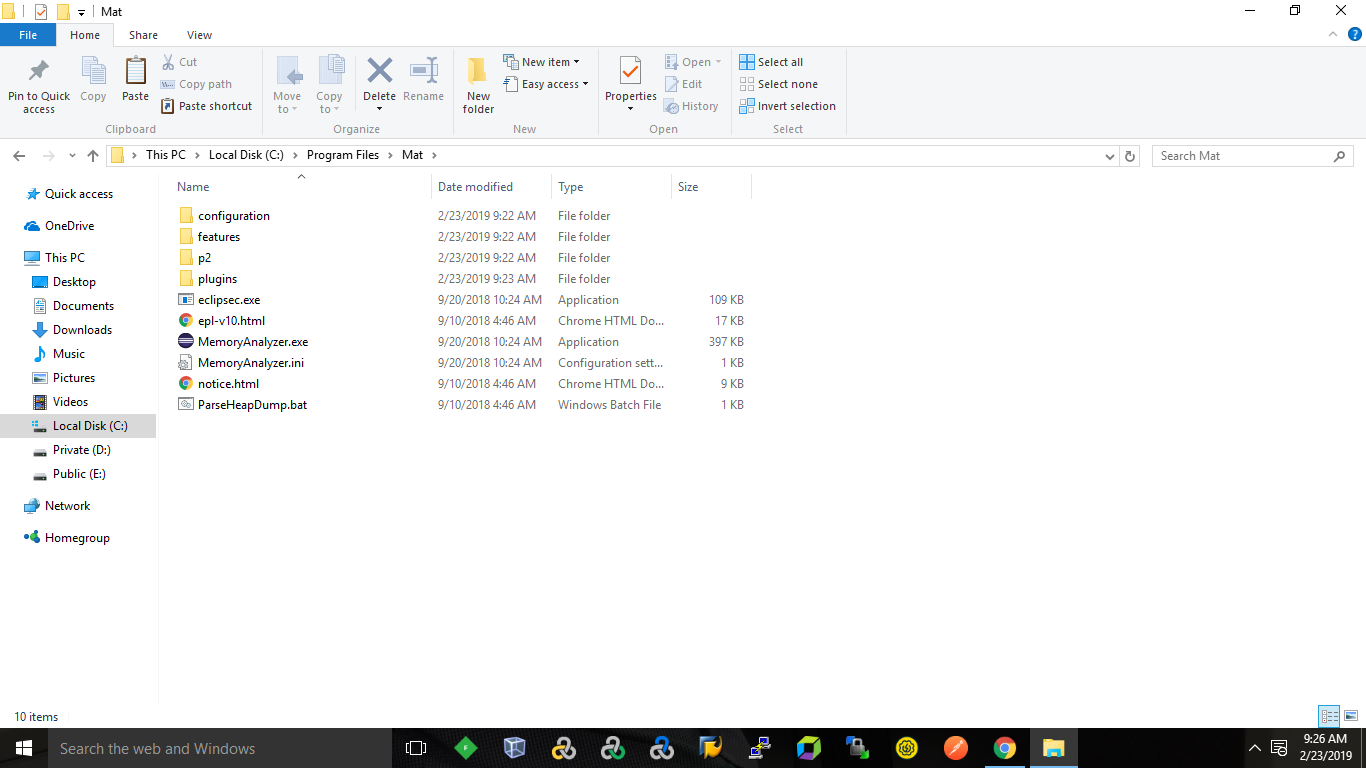 Mat
File Home Share View
Pin to Quick access
Copy
Paste
Cut
Copy path
Paste shortcut
Clipboard
Move to
Copy to
Delete
Rename
Organize
New folder
New item
Easy access
New
Properties
Open
Edit
History
Open
Select all
Select none
Invert selection
Select
This PC Local Disk (C:) Program Files Mat
Search Mat
Quick access
OneDrive
This PC
Desktop
Documents
Downloads
Music
Pictures
Videos
Local Disk (C:)
Private (D:)
Public (E:)
Network
Homegroup
Name Date modified Type Size
configuration 2/23/2019 9:22 AM File folder
features 2/23/2019 9:22 AM File folder
p2 2/23/2019 9:22 AM File folder
plugins 2/23/2019 9:23 AM File folder
eclipsec.exe 9/20/2018 10:24 AM Application 109 KB
epl-v10.html 9/10/2018 4:46 AM Chrome HTML Do... 17 KB
MemoryAnalyzer.exe 9/20/2018 10:24 AM Application 397 KB
MemoryAnalyzer.ini 9/20/2018 10:24 AM Configuration sett... 1 KB
notice.html 9/10/2018 4:46 AM Chrome HTML Do... 9 KB
ParseHeapDump.bat 9/10/2018 4:46 AM Windows Batch File 1 KB
10 items
Search the web and Windows
F
9:26 AM
2/23/2019